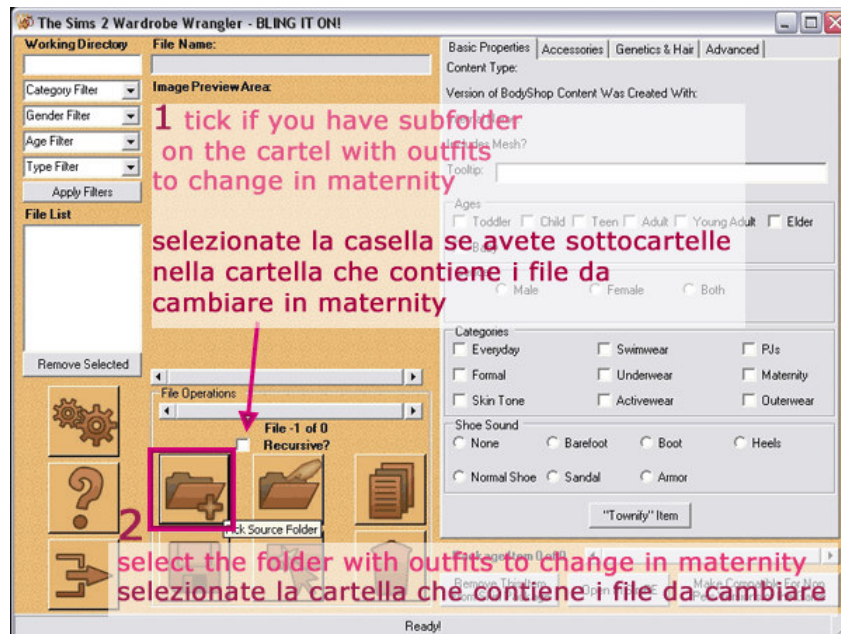 The Sims 2 Wardrobe Wrangler - BLING IT ON!
Working Directory
File Name:
Category Filter
Gender Filter
Age Filter
Type Filter
Apply Filters
File List
Remove Selected
Image Preview Area:
1 tick if you have subfolder
on the cartel with outfits
to change in maternity
selezionate la casella se avete sottocartelle
nella cartella che contiene i file da
cambiare in maternity
Basic Properties Accessories Genetics & Hair Advanced
Content Type:
Version of BodyShop Content Was Created With:
Includes Mesh?
Tooltip:
Ages
Toddler Child Teen Adult Young Adult Elder
Male Female Both
Categories
Everyday Swimwear PJs
Formal Underwear Maternity
Skin Tone Activewear Outerwear
Shoe Sound
None Barefoot Boot Heels
Normal Shoe Sandal Armor
"Townify" Item
File Operations
File -1 of 0
Recursive?
Pick Source Folder
2
select the folder with outfits to change in maternity
selezionate la cartella che contiene i file da cambiare
Ready!